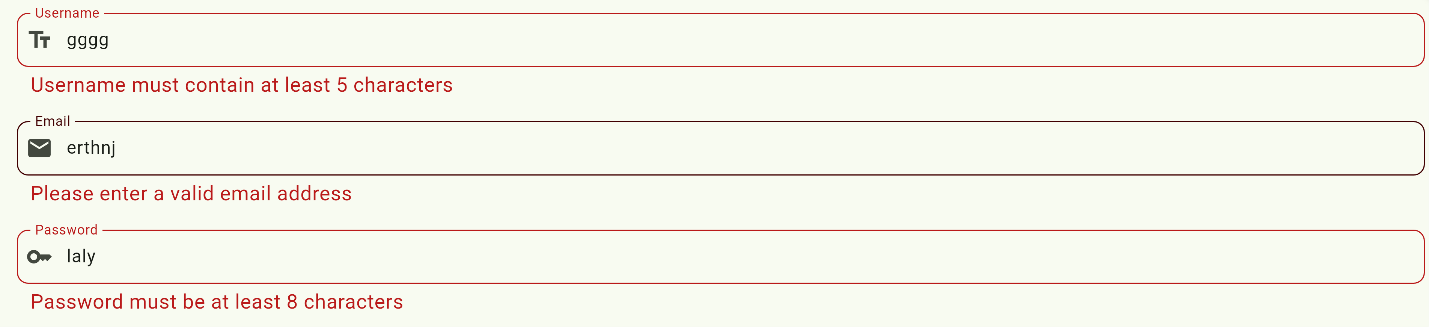 Username
gggg
Username must contain at least 5 characters
Email
erthnj
Please enter a valid email address
Password
laly
Password must be at least 8 characters